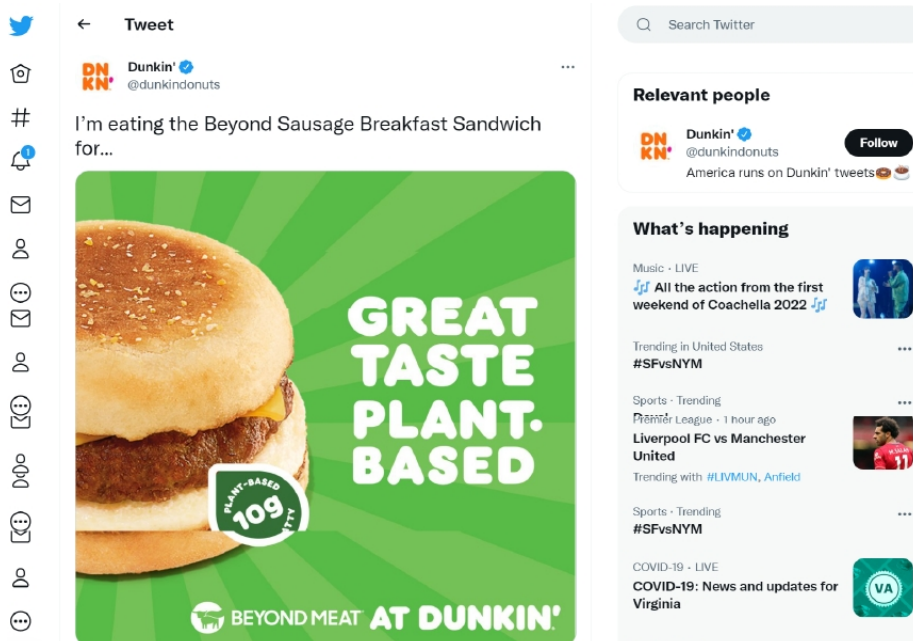 Tweet
DN
KN'
Dunkin'
@dunkindonuts
I'm eating the Beyond Sausage Breakfast Sandwich
for...
GREAT
TASTE
PLANT-
BASED
PLANT-BASED
10g
BEYOND MEAT AT DUNKIN'
1
Search Twitter
Relevant people
DN
KN'
Dunkin'
@dunkindonuts
Follow
America runs on Dunkin' tweets🍩☕
What's happening
Music · LIVE
🎶 All the action from the first
weekend of Coachella 2022 🎶
Trending in United States
#SFvsNYM
Sports · Trending
Premier League · 1 hour ago
Liverpool FC vs Manchester
United
Trending with #LIVMUN, Anfield
M.SALAH
11
Sports · Trending
#SFvsNYM
COVID-19 · LIVE
COVID-19: News and updates for
Virginia
VA